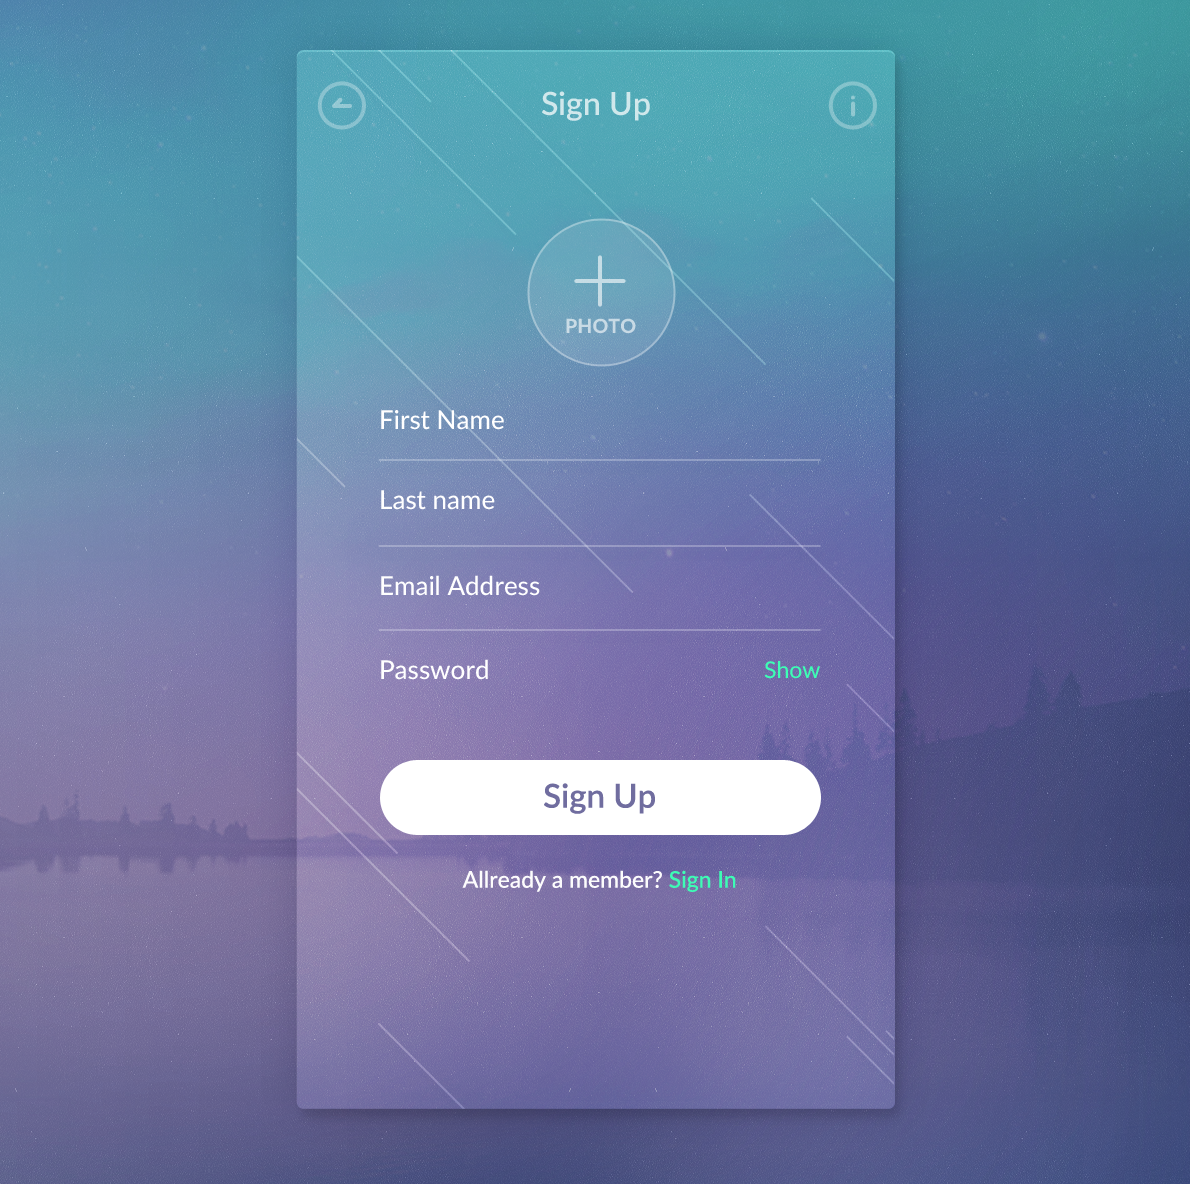 Sign Up
PHOTO
First Name
Last name
Email Address
Password Show
Sign Up
Allready a member? Sign In